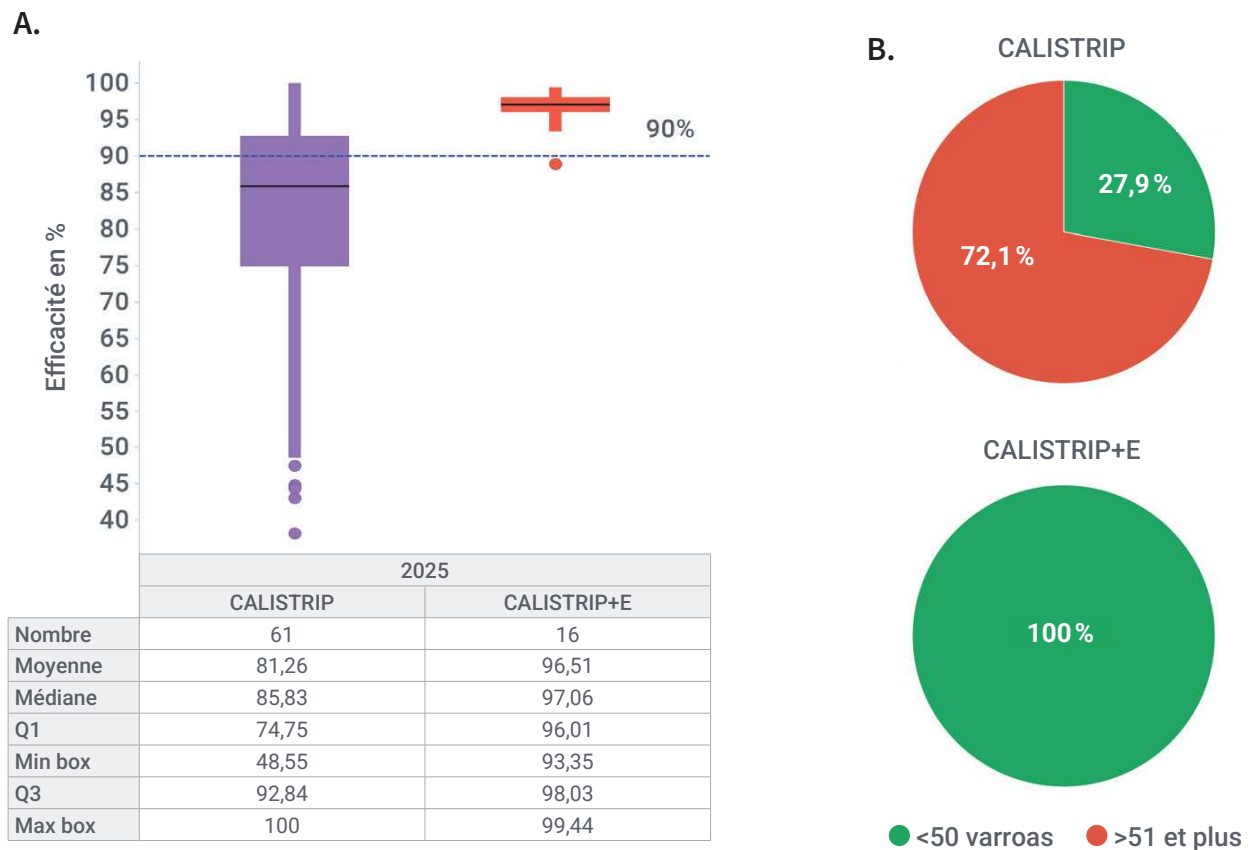 A.
100
95
90
85
80
75
70
65
60
55
50
45
40
Efficacité en %
90%
2025
CALISTRIP CALISTRIP+E
Nombre 61 16
Moyenne 81,26 96,51
Médiane 85,83 97,06
Q1 74,75 96,01
Min box 48,55 93,35
Q3 92,84 98,03
Max box 100 99,44
B.
CALISTRIP
27,9 %
72,1 %
CALISTRIP+E
100 %
<50 varroas >51 et plus